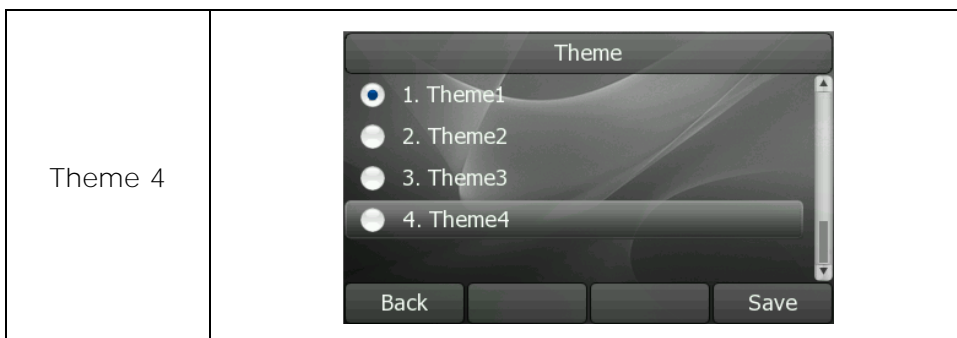 Theme 4
Theme
1. Theme1
2. Theme2
3. Theme3
4. Theme4
Back Save